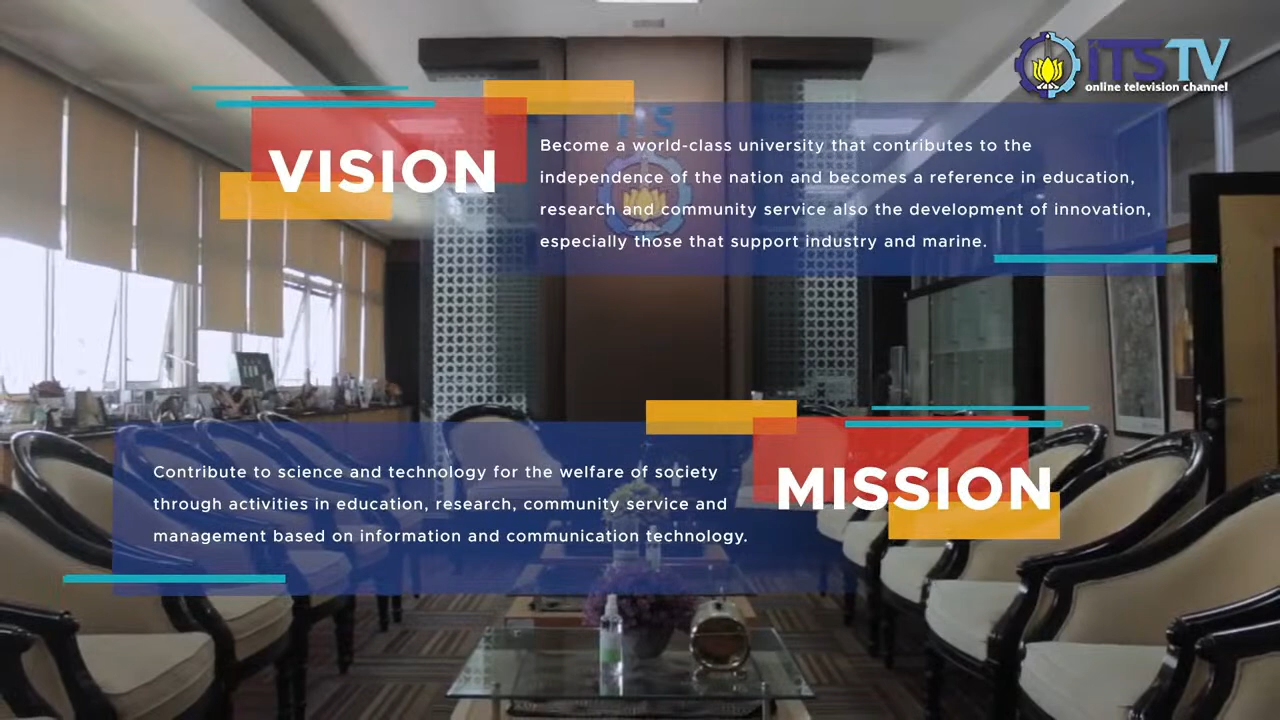 iTSTV
online television channel
iTS
VISION
Become a world-class university that contributes to the
independence of the nation and becomes a reference in education,
research and community service also the development of innovation,
especially those that support industry and marine.
MISSION
Contribute to science and technology for the welfare of society
through activities in education, research, community service and
management based on information and communication technology.